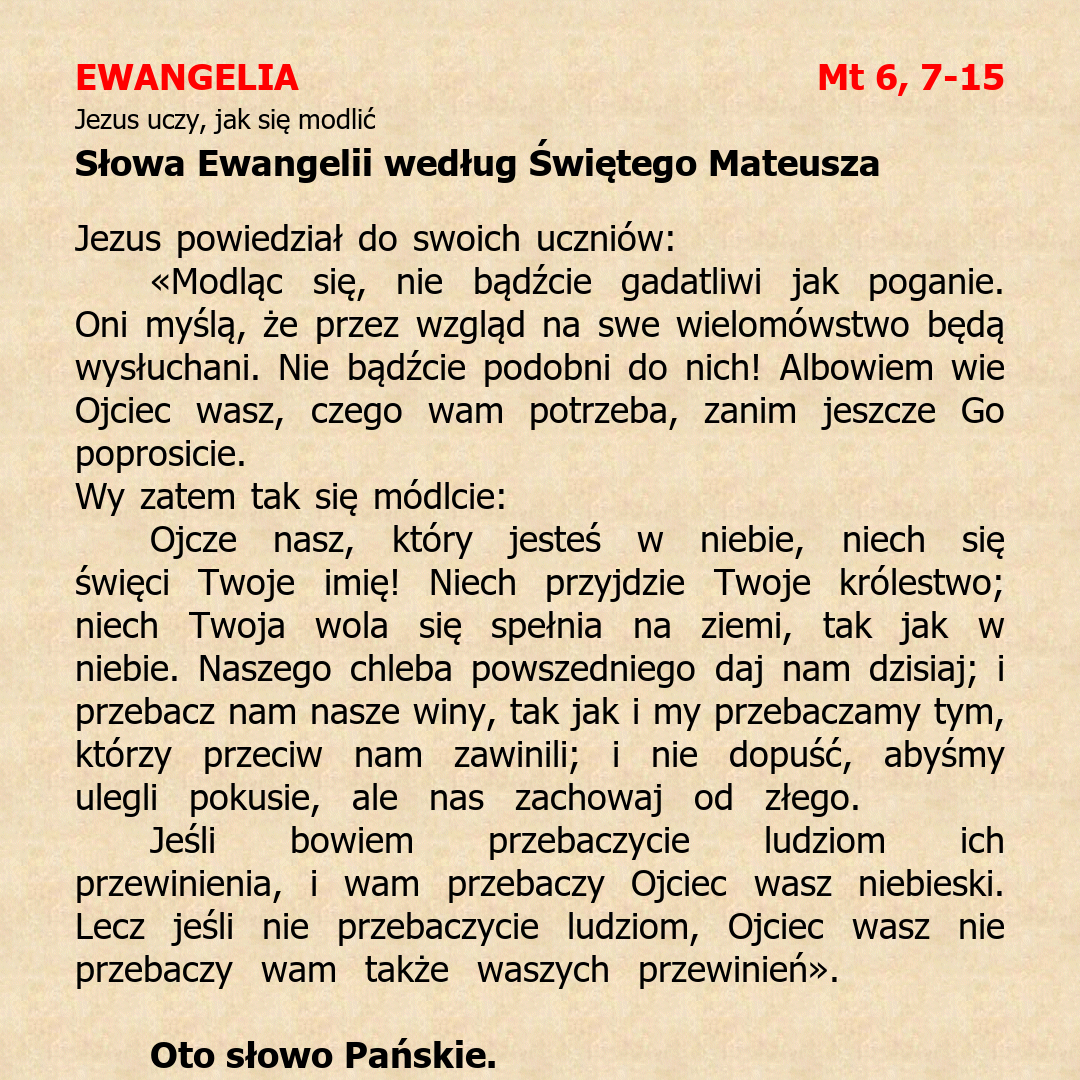 EWANGELIA Mt 6, 7-15
Jezus uczy, jak się modlić
Słowa Ewangelii według Świętego Mateusza
Jezus powiedział do swoich uczniów:
«Modląc się, nie bądźcie gadatliwi jak poganie.
Oni myślą, że przez wzgląd na swe wielomówstwo będą
wysłuchani. Nie bądźcie podobni do nich! Albowiem wie
Ojciec wasz, czego wam potrzeba, zanim jeszcze Go
poprosicie.
Wy zatem tak się módlcie:
Ojcze nasz, który jesteś w niebie, niech się
święci Twoje imię! Niech przyjdzie Twoje królestwo;
niech Twoja wola się spełnia na ziemi, tak jak w
niebie. Naszego chleba powszedniego daj nam dzisiaj; i
przebacz nam nasze winy, tak jak i my przebaczamy tym,
którzy przeciw nam zawinili; i nie dopuść, abyśmy
ulegli pokusie, ale nas zachowaj od złego.
Jeśli bowiem przebaczycie ludziom ich
przewinienia, i wam przebaczy Ojciec wasz niebieski.
Lecz jeśli nie przebaczycie ludziom, Ojciec wasz nie
przebaczy wam także waszych przewinień».
Oto słowo Pańskie.